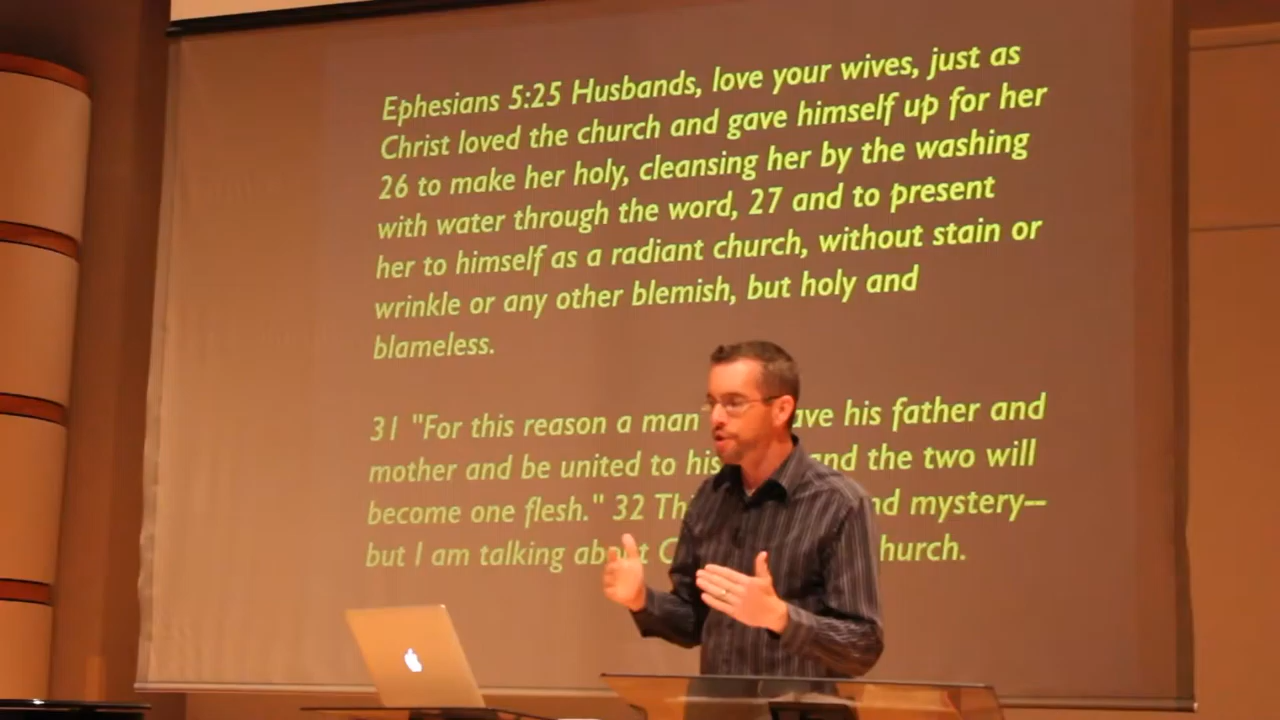 Ephesians 5:25 Husbands, love your wives, just as
Christ loved the church and gave himself up for her
26 to make her holy, cleansing her by the washing
with water through the word, 27 and to present
her to himself as a radiant church, without stain or
wrinkle or any other blemish, but holy and
blameless.
31 "For this reason a man ave his father and
mother and be united to his nd the two will
become one flesh." 32 Th nd mystery--
but I am talking about C hurch.